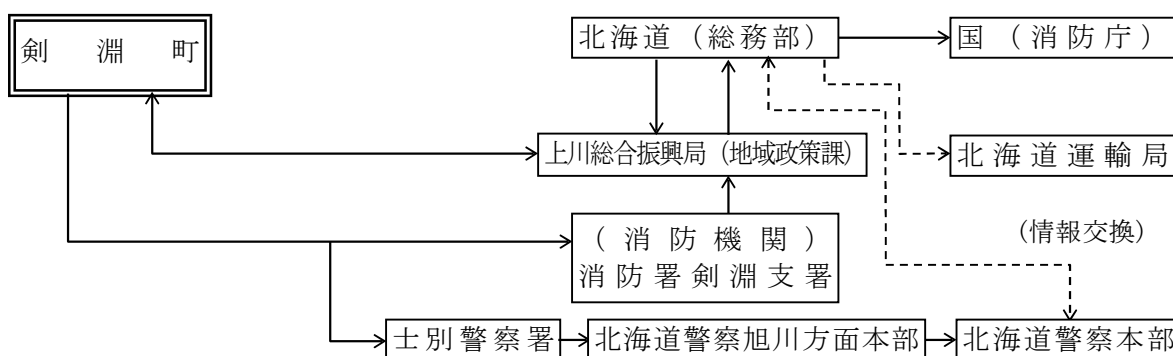 剣淵町
北海道（総務部）
国（消防庁）
上川総合振興局（地域政策課）
北海道運輸局
（消防機関）
消防署剣淵支署
（情報交換）
士別警察署
北海道警察旭川方面本部
北海道警察本部